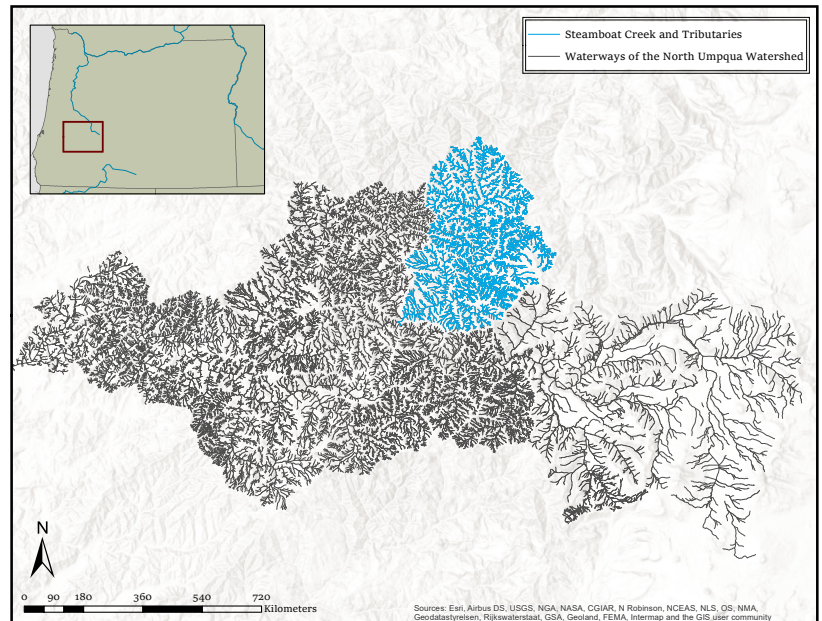 Steamboat Creek and Tributaries
Waterways of the North Umpqua Watershed
N
0 90 180 360 540 720
Kilometers
Sources: Esri, Airbus DS, USGS, NGA, NASA, CGIAR, N Robinson, NCEAS, NLS, OS, NMA,
Geodatastyrelsen, Rijkswaterstaat, GSA, Geoland, FEMA, Intermap and the GIS user community